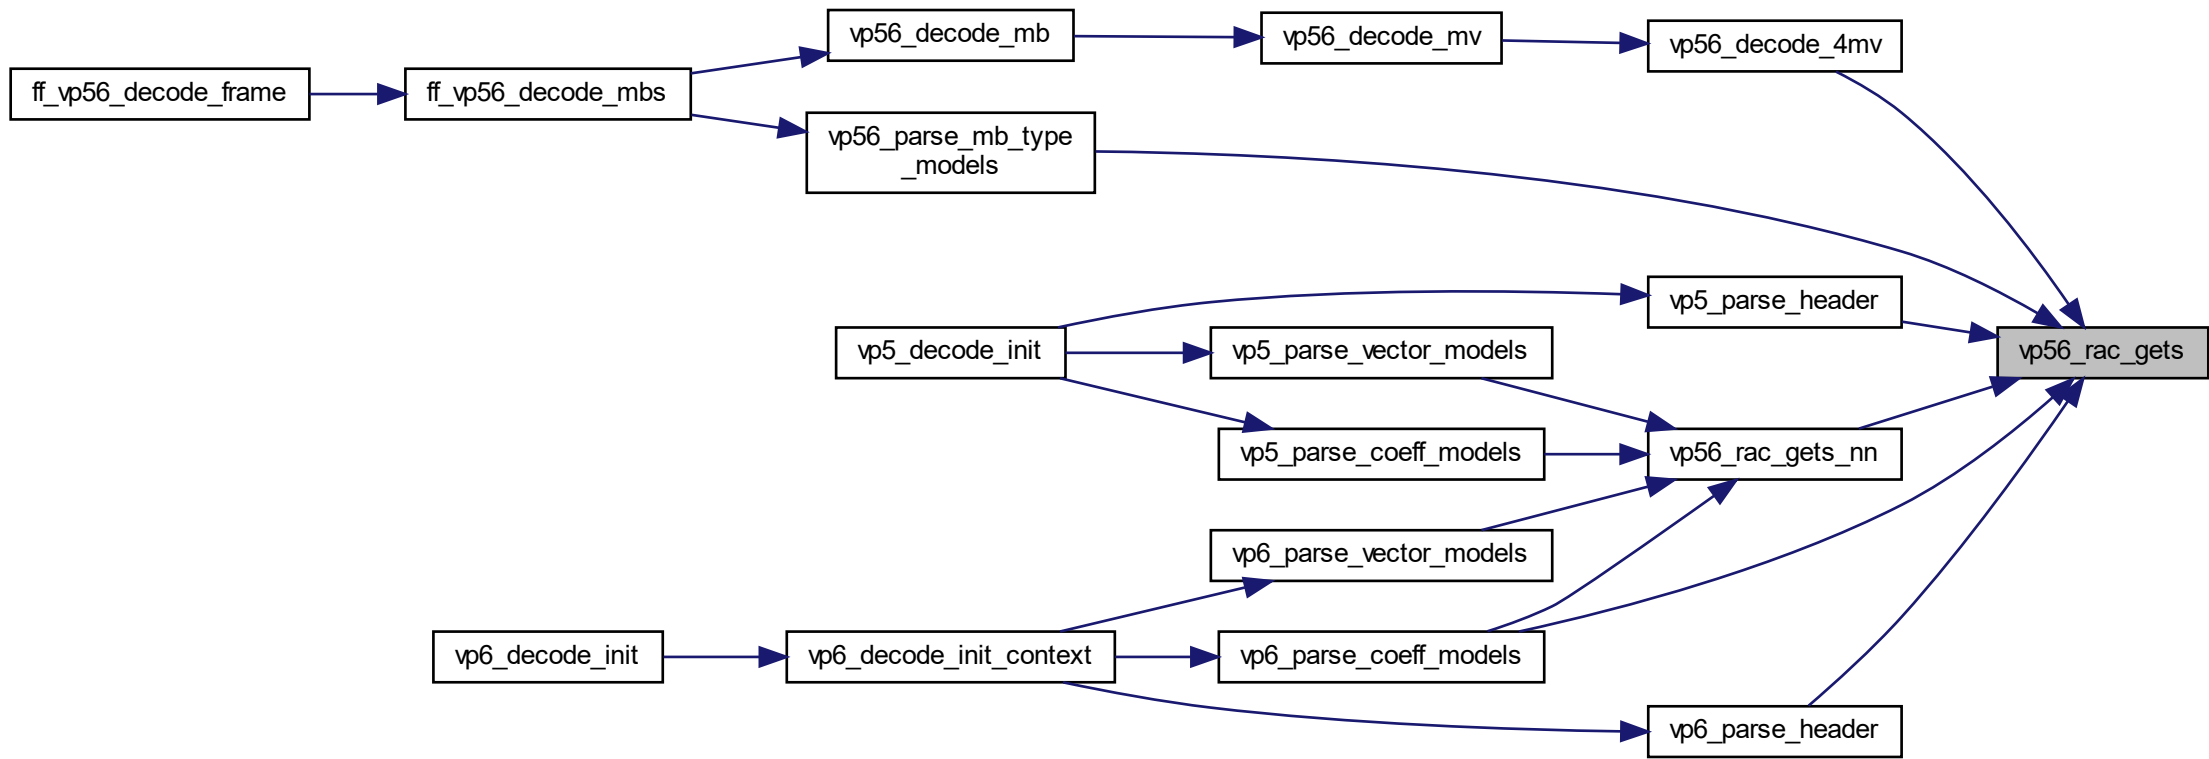 vp56_decode_mb
vp56_decode_mv
vp56_decode_4mv
ff_vp56_decode_frame
ff_vp56_decode_mbs
vp56_parse_mb_type
_models
vp5_parse_header
vp5_decode_init
vp5_parse_vector_models
vp56_rac_gets
vp5_parse_coeff_models
vp56_rac_gets_nn
vp6_parse_vector_models
vp6_decode_init
vp6_decode_init_context
vp6_parse_coeff_models
vp6_parse_header